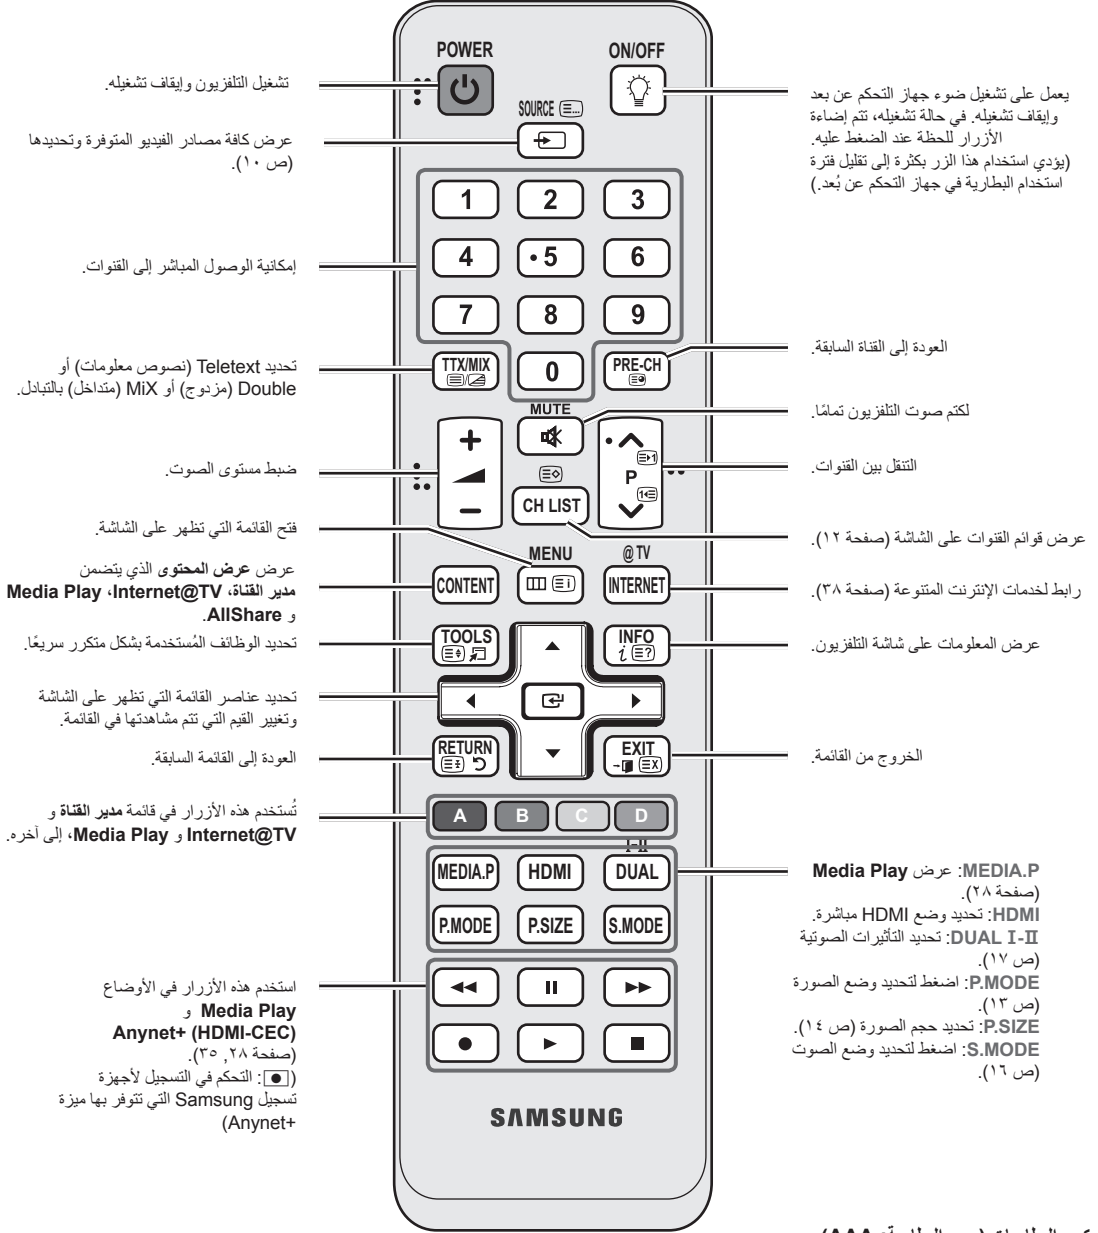 POWER
ON/OFF
SOURCE
1 2 3
4 5 6
7 8 9
TTX/MIX 0 PRE-CH
MUTE
P
CH LIST
MENU
@ TV
CONTENT
INTERNET
TOOLS
INFO
RETURN
EXIT
A B C D
I-II
MEDIA.P HDMI DUAL
P.MODE P.SIZE S.MODE
SAMSUNG
يعمل على تشغيل ضوء جهاز التحكم عن بعد
وإيقاف تشغيله. في حالة تشغيله، تتم إضاءة
الأزرار للحظة عند الضغط عليه.
(يؤدي استخدام هذا الزر بكثرة إلى تقليل فترة
استخدام البطارية في جهاز التحكم عن بُعد.)
العودة إلى القناة السابقة.
لكتم صوت التلفزيون تمامًا.
التنقل بين القنوات.
عرض قوائم القنوات على الشاشة (صفحة ١٢).
رابط لخدمات الإنترنت المتنوعة (صفحة ٣٨).
عرض المعلومات على شاشة التلفزيون.
الخروج من القائمة.
MEDIA.P: عرض Media Play
(صفحة ٢٨).
HDMI: تحديد وضع HDMI مباشرة.
DUAL I-II: تحديد التأثيرات الصوتية
(ص ١٧).
P.MODE: اضغط لتحديد وضع الصورة
(ص ١٣).
P.SIZE: تحديد حجم الصورة (ص ١٤).
S.MODE: اضغط لتحديد وضع الصوت
(ص ١٦).
تشغيل التلفزيون وإيقاف تشغيله.
عرض كافة مصادر الفيديو المتوفرة وتحديدها
(ص ١٠).
إمكانية الوصول المباشر إلى القنوات.
تحديد Teletext (نصوص معلومات) أو
Double (مزدوج) أو MiX (متداخل) بالتبادل.
ضبط مستوى الصوت.
فتح القائمة التي تظهر على الشاشة.
عرض عرض المحتوى الذي يتضمن
مدير القناة، Internet@TV، Media Play
و AllShare.
تحديد الوظائف المُستخدمة بشكل متكرر سريعًا.
تحديد عناصر القائمة التي تظهر على الشاشة
وتغيير القيم التي تتم مشاهدتها في القائمة.
العودة إلى القائمة السابقة.
تُستخدم هذه الأزرار في قائمة مدير القناة و
Internet@TV و Media Play، إلى آخره.
استخدم هذه الأزرار في الأوضاع
Media Play و
Anynet+ (HDMI-CEC)
(صفحة ٢٨, ٣٥).
(●: التحكم في التسجيل لأجهزة
تسجيل Samsung التي تتوفر بها ميزة
Anynet+)